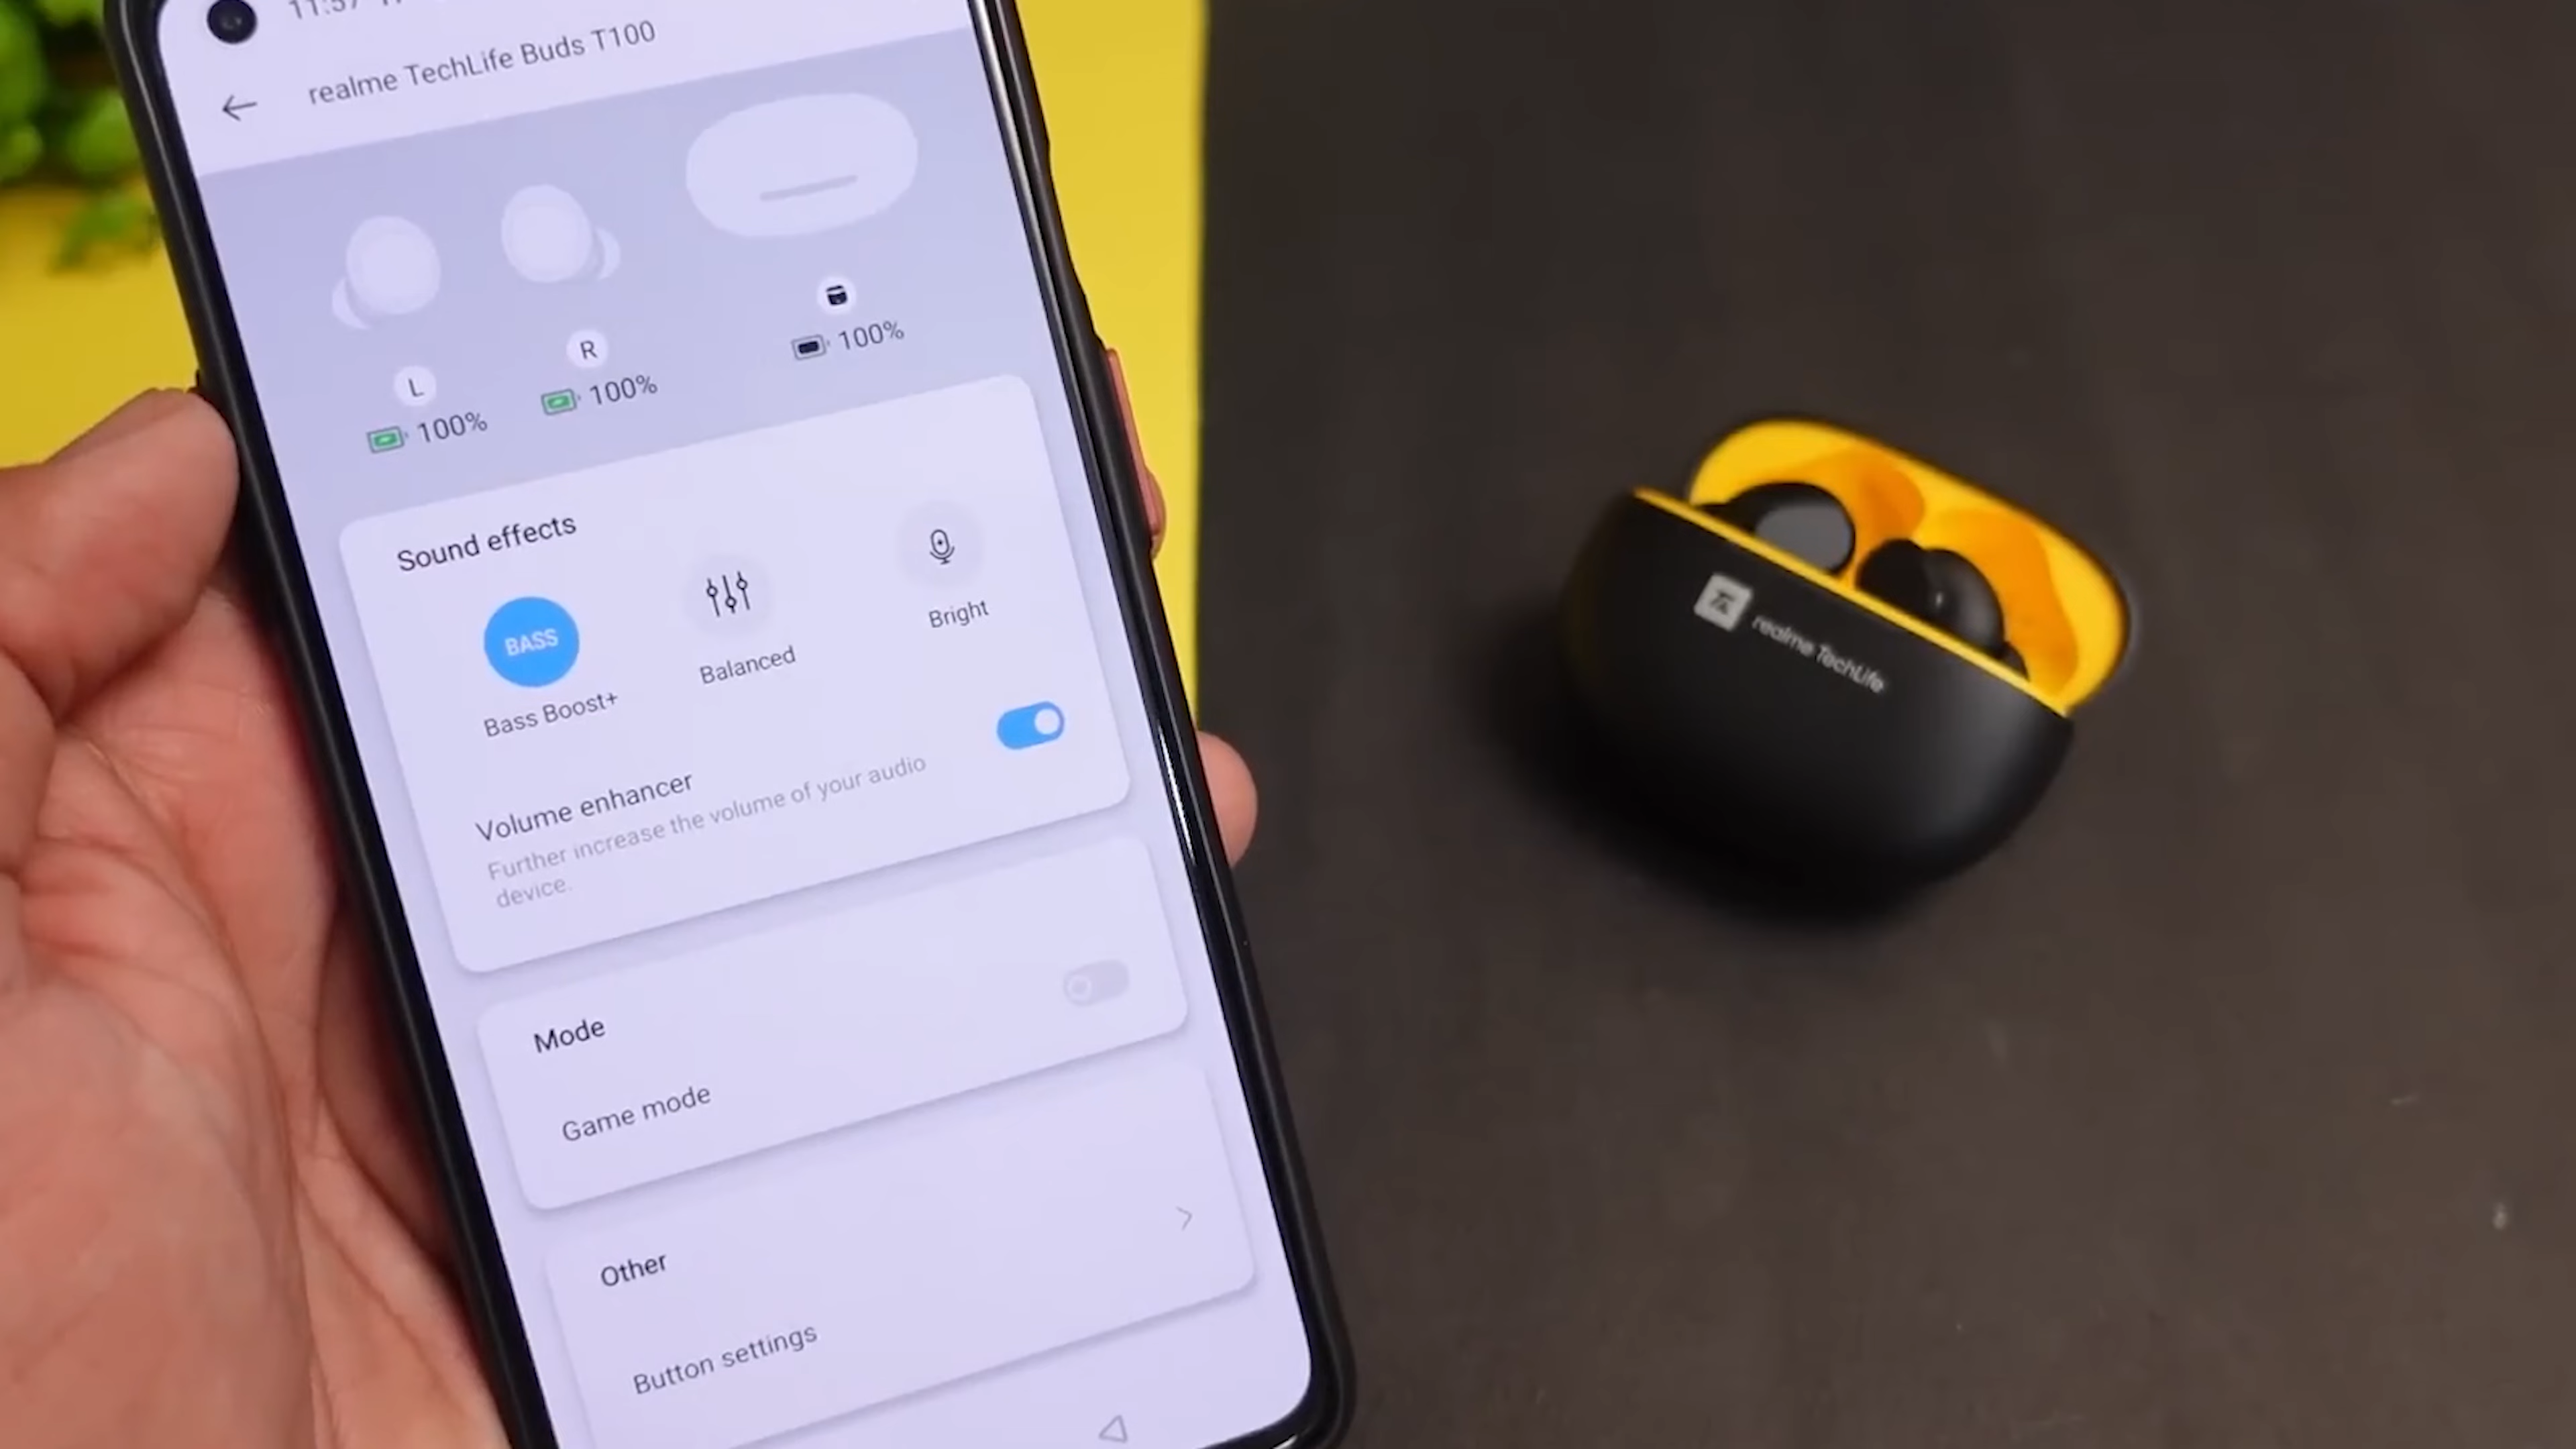 realme TechLife Buds T100
L
100%
R
100%
100%
Sound effects
BASS
Bass Boost+
Balanced
Bright
Volume enhancer
Further increase the volume of your audio
device.
Mode
Game mode
Other
Button settings
realme TechLife